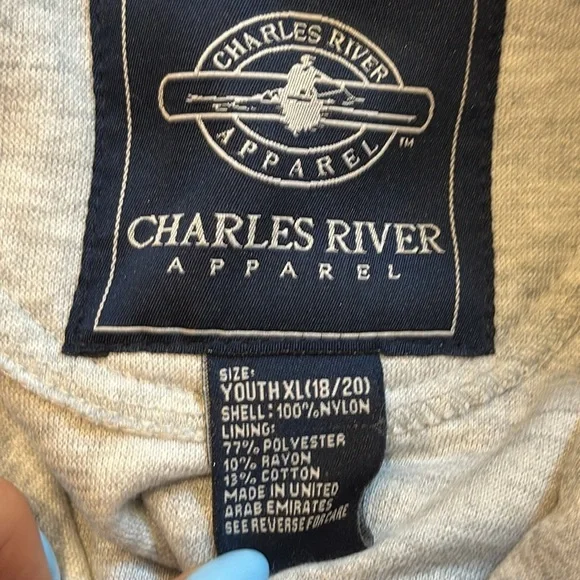 CHARLES RIVER
APPAREL
TM
CHARLES RIVER
APPAREL
SIZE:
YOUTH XL(18/20)
SHELL: 100% NYLON
LINING:
77% POLYESTER
10% RAYON
13% COTTON
MADE IN UNITED
ARAB EMIRATES
SEE REVERSE FOR CARE